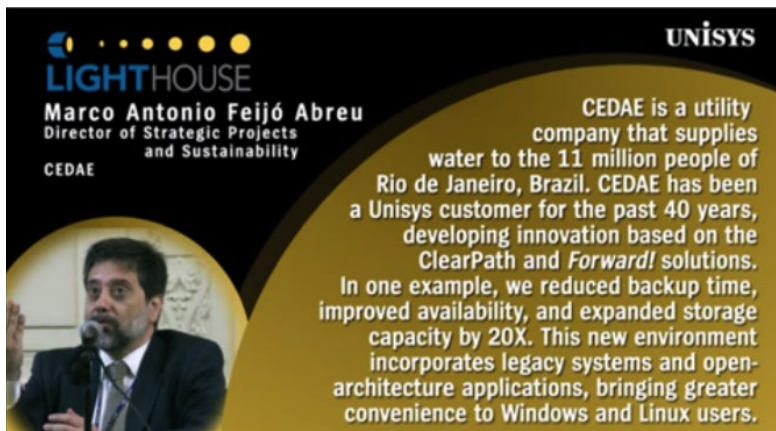 UNISYS
LIGHTHOUSE
Marco Antonio Feijó Abreu
Director of Strategic Projects
and Sustainability
CEDAE
CEDAE is a utility
company that supplies
water to the 11 million people of
Rio de Janeiro, Brazil. CEDAE has been
a Unisys customer for the past 40 years,
developing innovation based on the
ClearPath and Forward! solutions.
In one example, we reduced backup time,
improved availability, and expanded storage
capacity by 20X. This new environment
incorporates legacy systems and open-
architecture applications, bringing greater
convenience to Windows and Linux users.